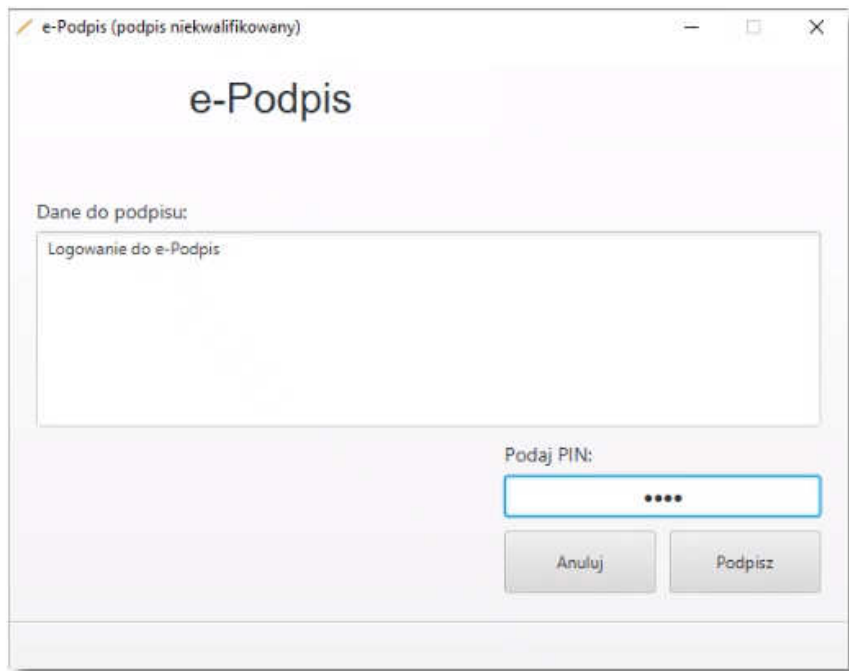 e-Podpis (podpis niekwalifikowany)
e-Podpis
Dane do podpisu:
Logowanie do e-Podpis
Podaj PIN:
••••
Anuluj Podpisz